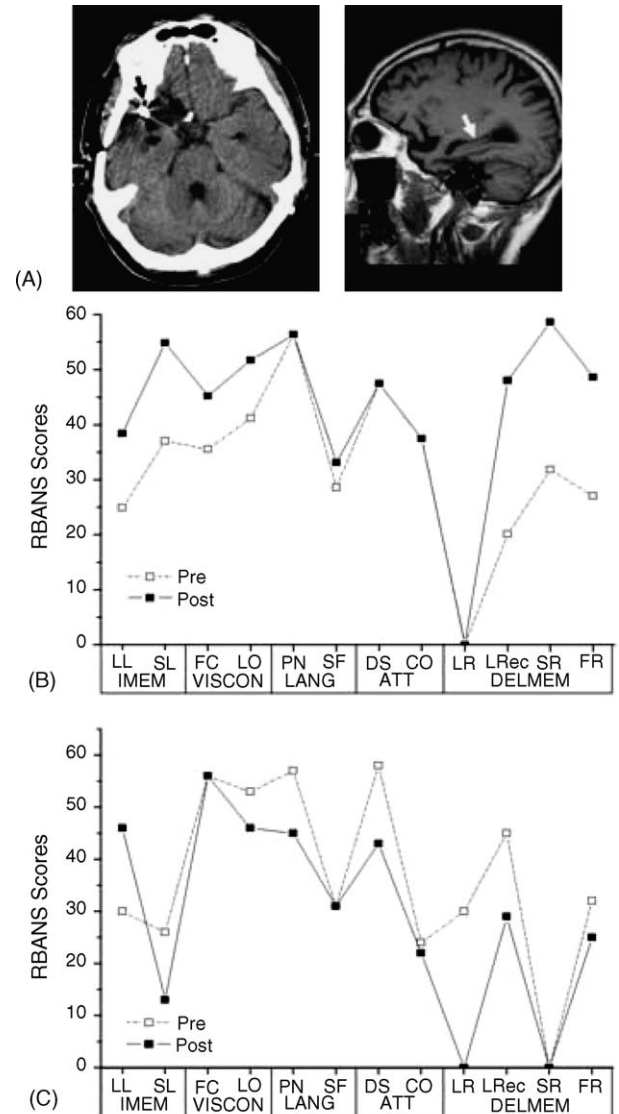 (A)
60
50
40
30
20
10
0
RBANS Scores
Pre
Post
LL SL FC LO PN SF DS CO LR LRec SR FR
IMEM VISCON LANG ATT DELMEM
(B)
60
50
40
30
20
10
0
RBANS Scores
Pre
Post
LL SL FC LO PN SF DS CO LR LRec SR FR
IMEM VISCON LANG ATT DELMEM
(C)